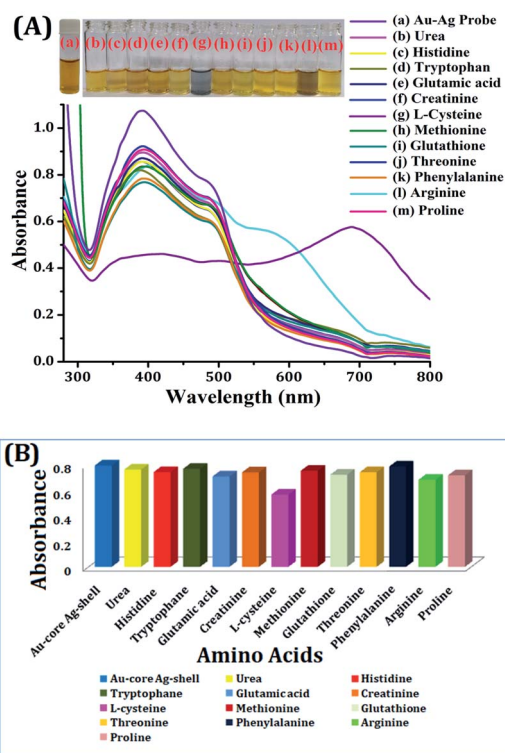 (A)
(a) (b) (c) (d) (e) (f) (g) (h) (i) (j) (k) (l) (m)
(a) Au-Ag Probe
(b) Urea
(c) Histidine
(d) Tryptophan
(e) Glutamic acid
(f) Creatinine
(g) L-Cysteine
(h) Methionine
(i) Glutathione
(j) Threonine
(k) Phenylalanine
(l) Arginine
(m) Proline
Absorbance
1.0
0.8
0.6
0.4
0.2
0.0
300 400 500 600 700 800
Wavelength (nm)
(B)
Absorbance
0.8
0.6
0.4
0.2
0
Au-core Ag-shell
Urea
Histidine
Tryptophane
Glutamic acid
Creatinine
L-cysteine
Methionine
Glutathione
Threonine
Phenylalanine
Arginine
Proline
Amino Acids
Au-core Ag-shell Urea Histidine
Tryptophane Glutamic acid Creatinine
L-cysteine Methionine Glutathione
Threonine Phenylalanine Arginine
Proline